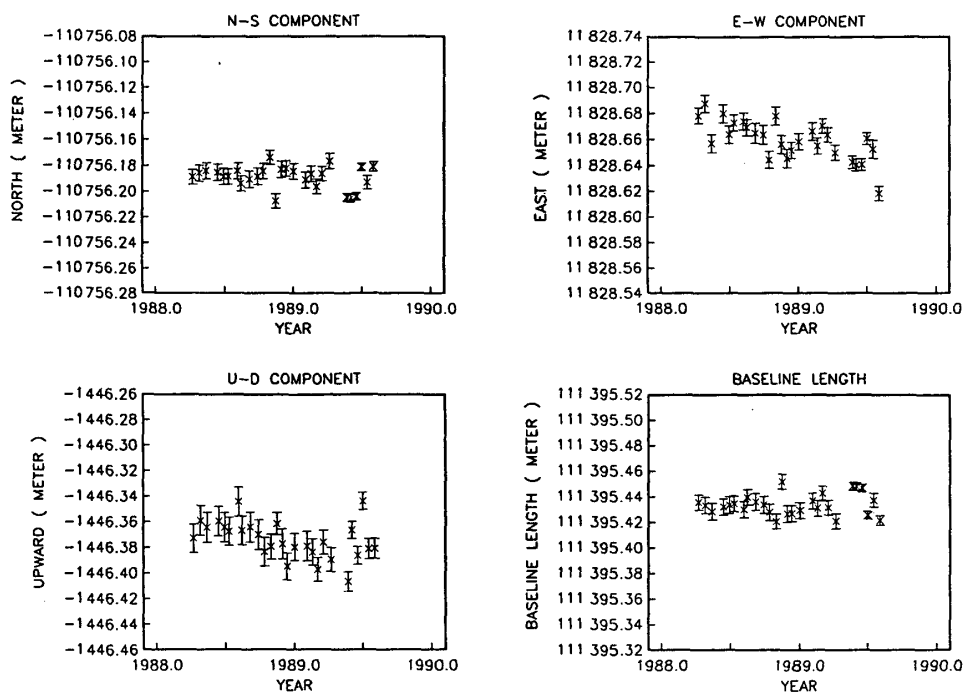 N-S COMPONENT
NORTH ( METER )
-110756.08
-110756.10
-110756.12
-110756.14
-110756.16
-110756.18
-110756.20
-110756.22
-110756.24
-110756.26
-110756.28
1988.0 1989.0 1990.0
YEAR
E-W COMPONENT
EAST ( METER )
11 828.74
11 828.72
11 828.70
11 828.68
11 828.66
11 828.64
11 828.62
11 828.60
11 828.58
11 828.56
11 828.54
1988.0 1989.0 1990.0
YEAR
U-D COMPONENT
UPWARD ( METER )
-1446.26
-1446.28
-1446.30
-1446.32
-1446.34
-1446.36
-1446.38
-1446.40
-1446.42
-1446.44
-1446.46
1988.0 1989.0 1990.0
YEAR
BASELINE LENGTH
BASELINE LENGTH ( METER )
111 395.52
111 395.50
111 395.48
111 395.46
111 395.44
111 395.42
111 395.40
111 395.38
111 395.36
111 395.34
111 395.32
1988.0 1989.0 1990.0
YEAR